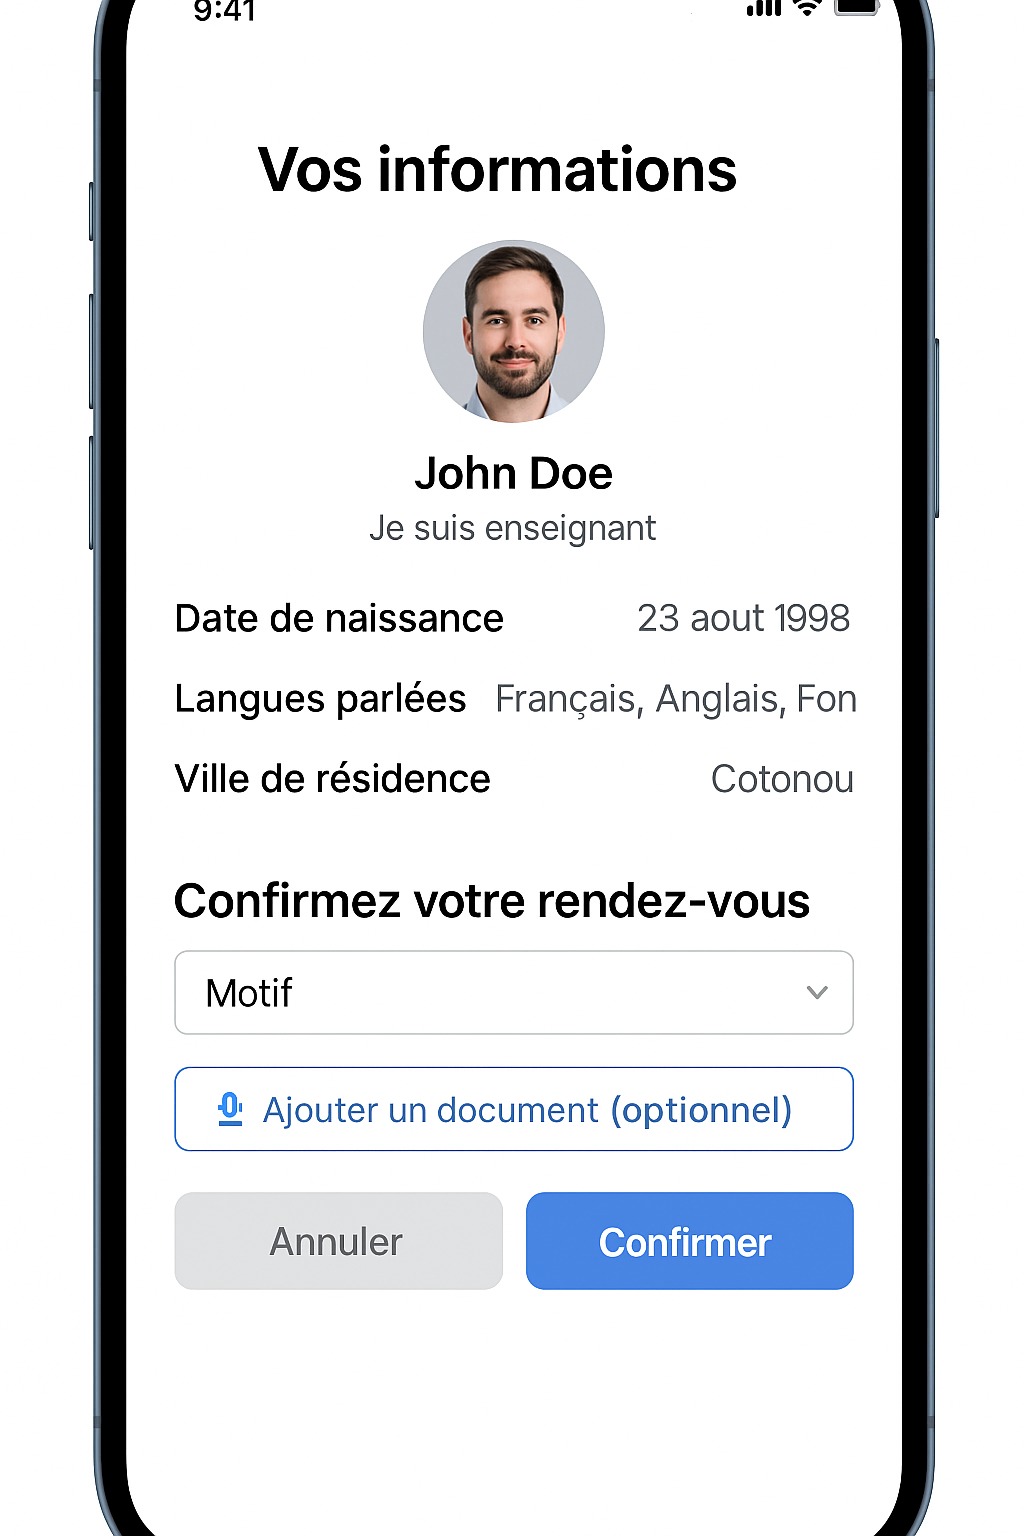 9:41
Vos informations
John Doe
Je suis enseignant
Date de naissance 23 aout 1998
Langues parlées Français, Anglais, Fon
Ville de résidence Cotonou
Confirmez votre rendez-vous
Motif
Ajouter un document (optionnel)
Annuler Confirmer